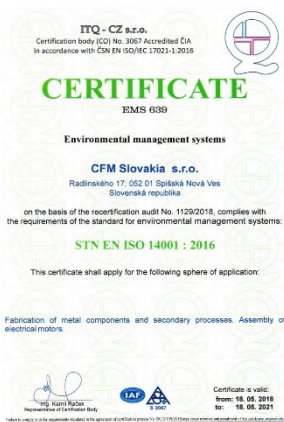 ITQ - CZ s.r.o.
Certification body (CO) No. 3067 Accredited ČIA
in accordance with ČSN EN ISO/IEC 17021-1:2016
CERTIFICATE
EMS 639
Environmental management systems
CFM Slovakia s.r.o.
Radlinského 17; 052 01 Spišská Nová Ves
Slovenská republika
on the basis of the recertification audit No. 1129/2018, complies with
the requirements of the standard for environmental management systems:
STN EN ISO 14001 : 2016
This certificate shall apply for the following sphere of application:
Fabrication of metal components and secondary processes. Assembly of
electrical motors.
Ing. Kamil Raček
Representative of Certification Body
IAF
S 3067
Certificate is valid:
from: 18. 05. 2018
to: 18. 05. 2021